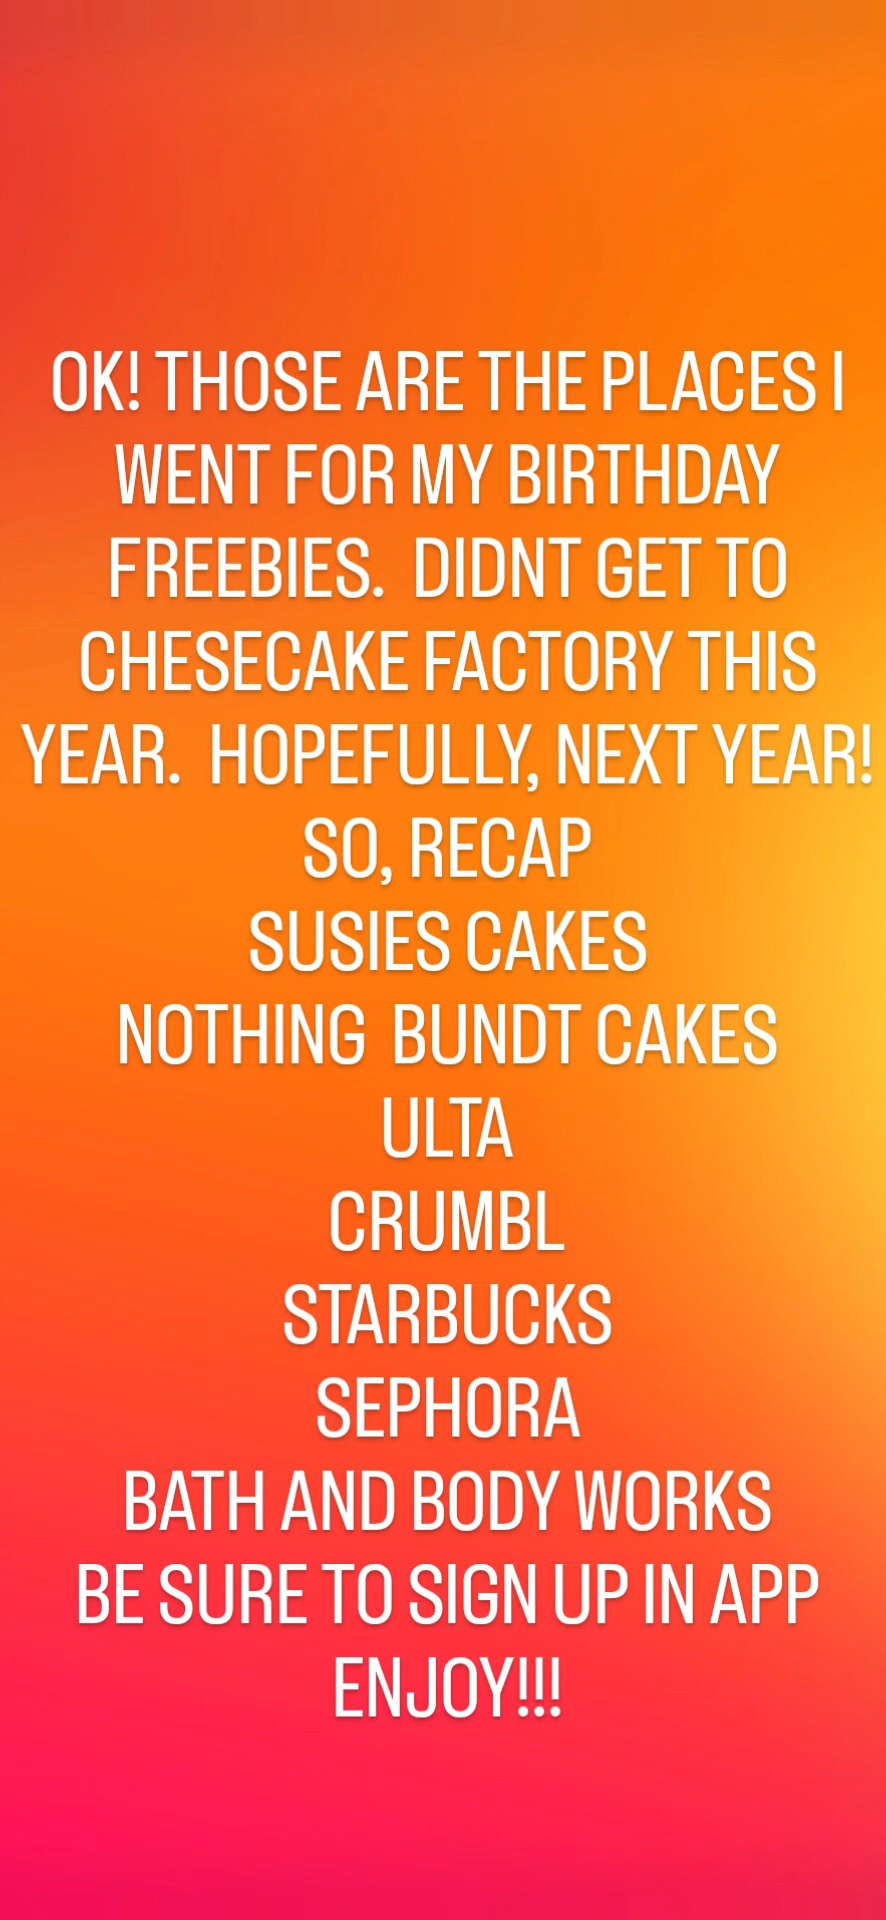 OK! THOSE ARE THE PLACES I
WENT FOR MY BIRTHDAY
FREEBIES.  DIDNT GET TO
CHESECAKE FACTORY THIS
YEAR.  HOPEFULLY, NEXT YEAR!
SO, RECAP
SUSIES CAKES
NOTHING  BUNDT CAKES
ULTA
CRUMBL
STARBUCKS
SEPHORA
BATH AND BODY WORKS
BE SURE TO SIGN UP IN APP
ENJOY!!!